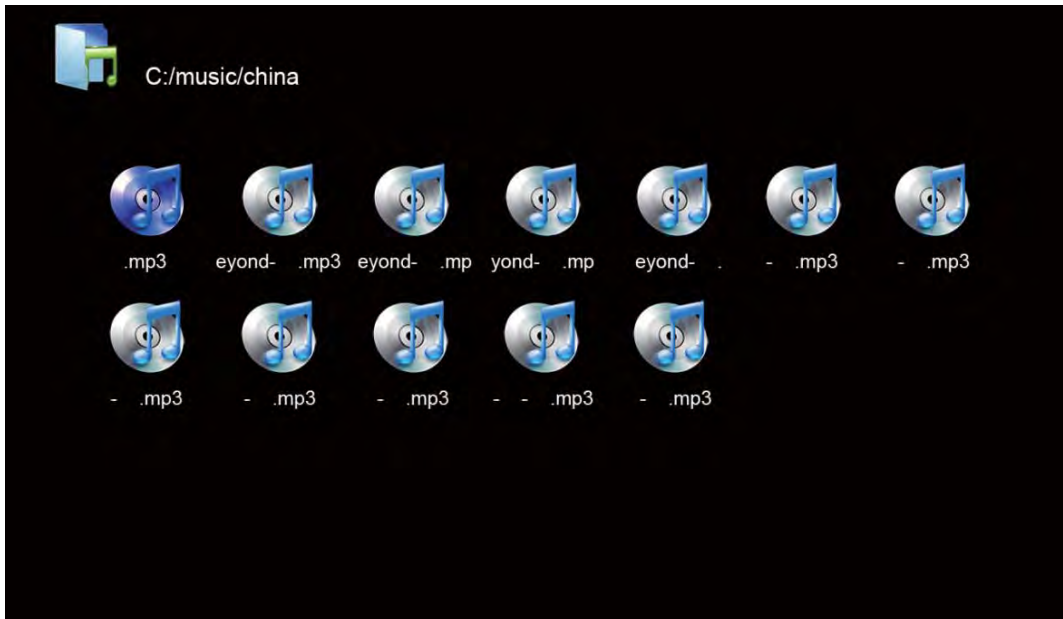 C:/music/china
.mp3 eyond- .mp3 eyond- .mp yond- .mp eyond- . - .mp3 - .mp3
- .mp3 - .mp3 - .mp3 - - .mp3 - .mp3